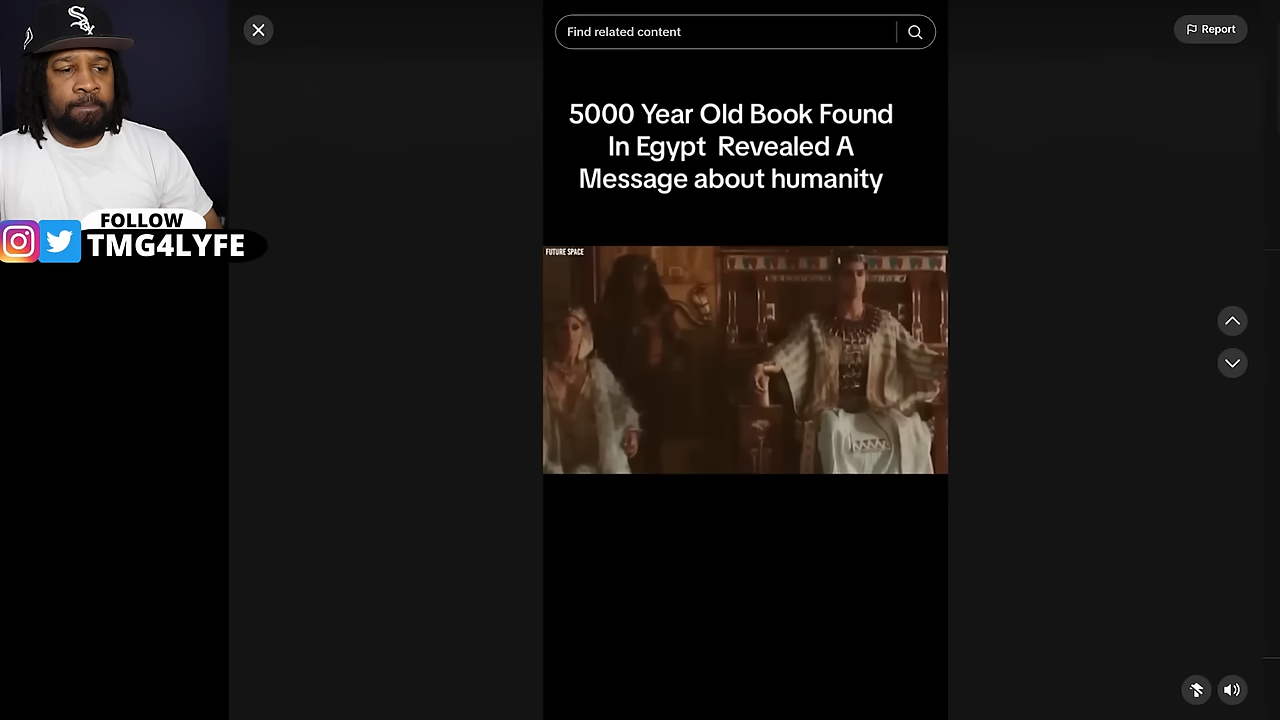 Find related content
Report
5000 Year Old Book Found
In Egypt Revealed A
Message about humanity
FOLLOW
TMG4LYFE
FUTURE SPACE